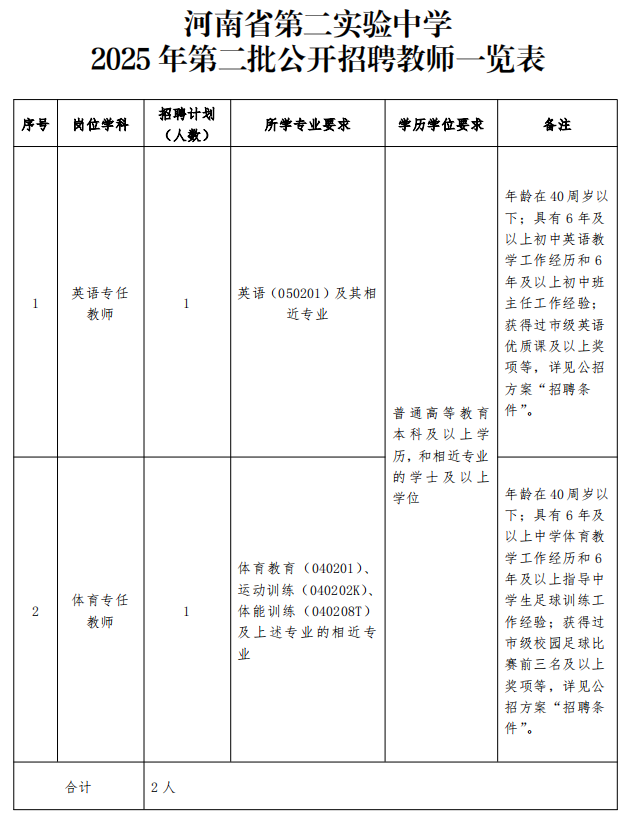 河南省第二实验中学
2025年第二批公开招聘教师一览表
序号
岗位学科
招聘计划
（人数）
所学专业要求
学历学位要求
备注
1
英语专任
教师
1
英语（050201）及其相
近专业
普通高等教育
本科及以上学
历，和相近专业
的学士及以上
学位
年龄在40周岁以
下；具有6年及
以上初中英语教
学工作经历和6
年及以上初中班
主任工作经验；
获得过市级英语
优质课及以上奖
项等，详见公招
方案“招聘条
件”。
2
体育专任
教师
1
体育教育（040201）、
运动训练（040202K）、
体能训练（040208T）
及上述专业的相近专
业
年龄在40周岁以
下；具有6年及
以上中学体育教
学工作经历和6
年及以上指导中
学生足球训练工
作经验；获得过
市级校园足球比
赛前三名及以上
奖项等，详见公
招方案“招聘条
件”。
合计
2人